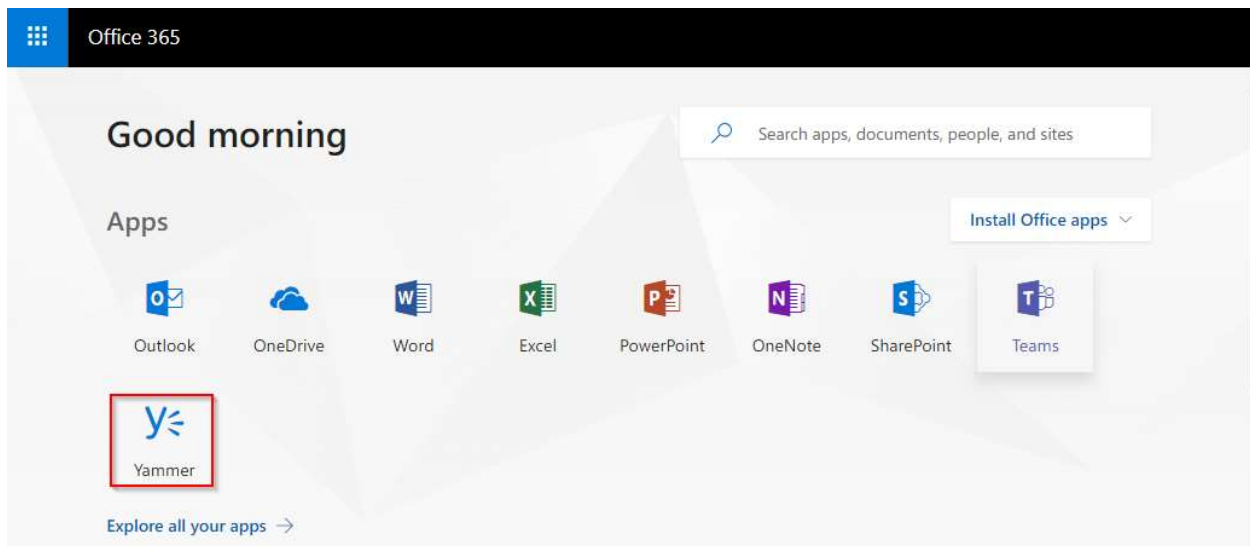 Office 365
Good morning
Search apps, documents, people, and sites
Apps
Install Office apps
Outlook OneDrive Word Excel PowerPoint OneNote SharePoint Teams
Yammer
Explore all your apps →